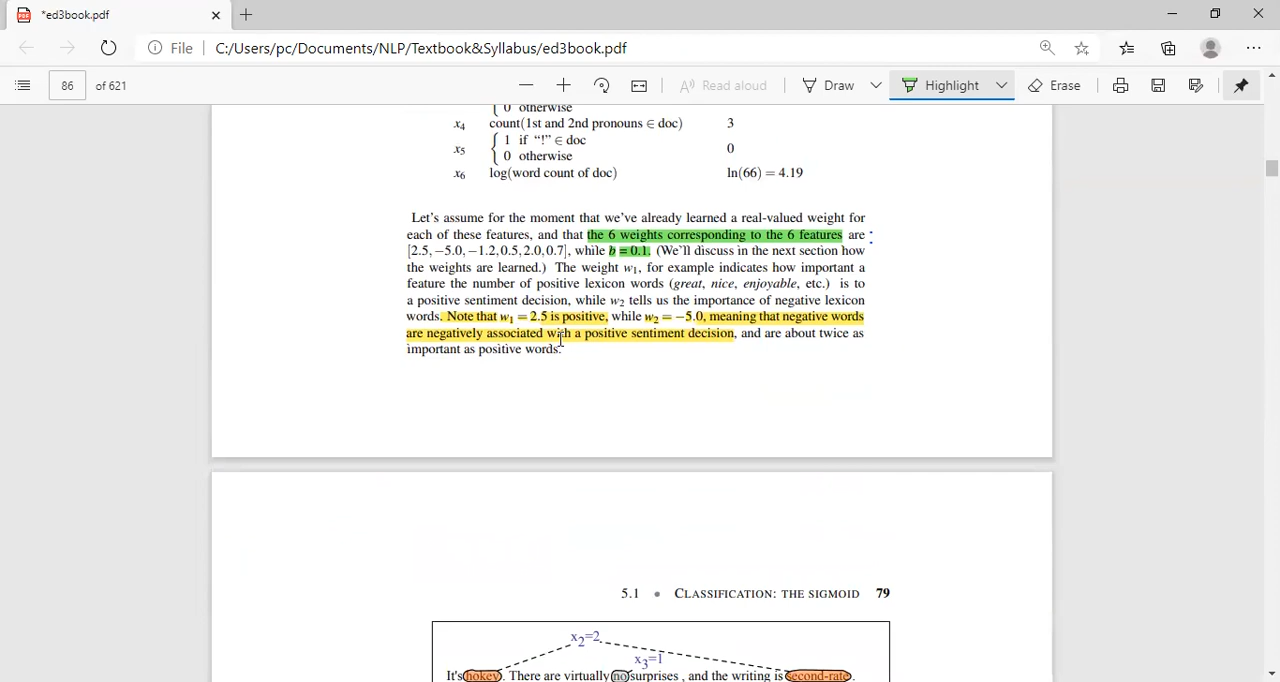 *ed3book.pdf
File
C:/Users/pc/Documents/NLP/Textbook&Syllabus/ed3book.pdf
86 of 621
Read aloud
Draw
Highlight
Erase
0 otherwise
x4 count(1st and 2nd pronouns ∈ doc) 3
x5 { 1 if “!” ∈ doc
0 otherwise 0
x6 log(word count of doc) ln(66) = 4.19
Let’s assume for the moment that we’ve already learned a real-valued weight for
each of these features, and that the 6 weights corresponding to the 6 features are
[2.5, −5.0, −1.2, 0.5, 2.0, 0.7], while b = 0.1. (We’ll discuss in the next section how
the weights are learned.) The weight w1, for example indicates how important a
feature the number of positive lexicon words (great, nice, enjoyable, etc.) is to
a positive sentiment decision, while w2 tells us the importance of negative lexicon
words. Note that w1 = 2.5 is positive, while w2 = −5.0, meaning that negative words
are negatively associated with a positive sentiment decision, and are about twice as
important as positive words.
5.1 • CLASSIFICATION: THE SIGMOID 79
x2=2
x3=1
It's hokey. There are virtually no surprises , and the writing is second-rate.